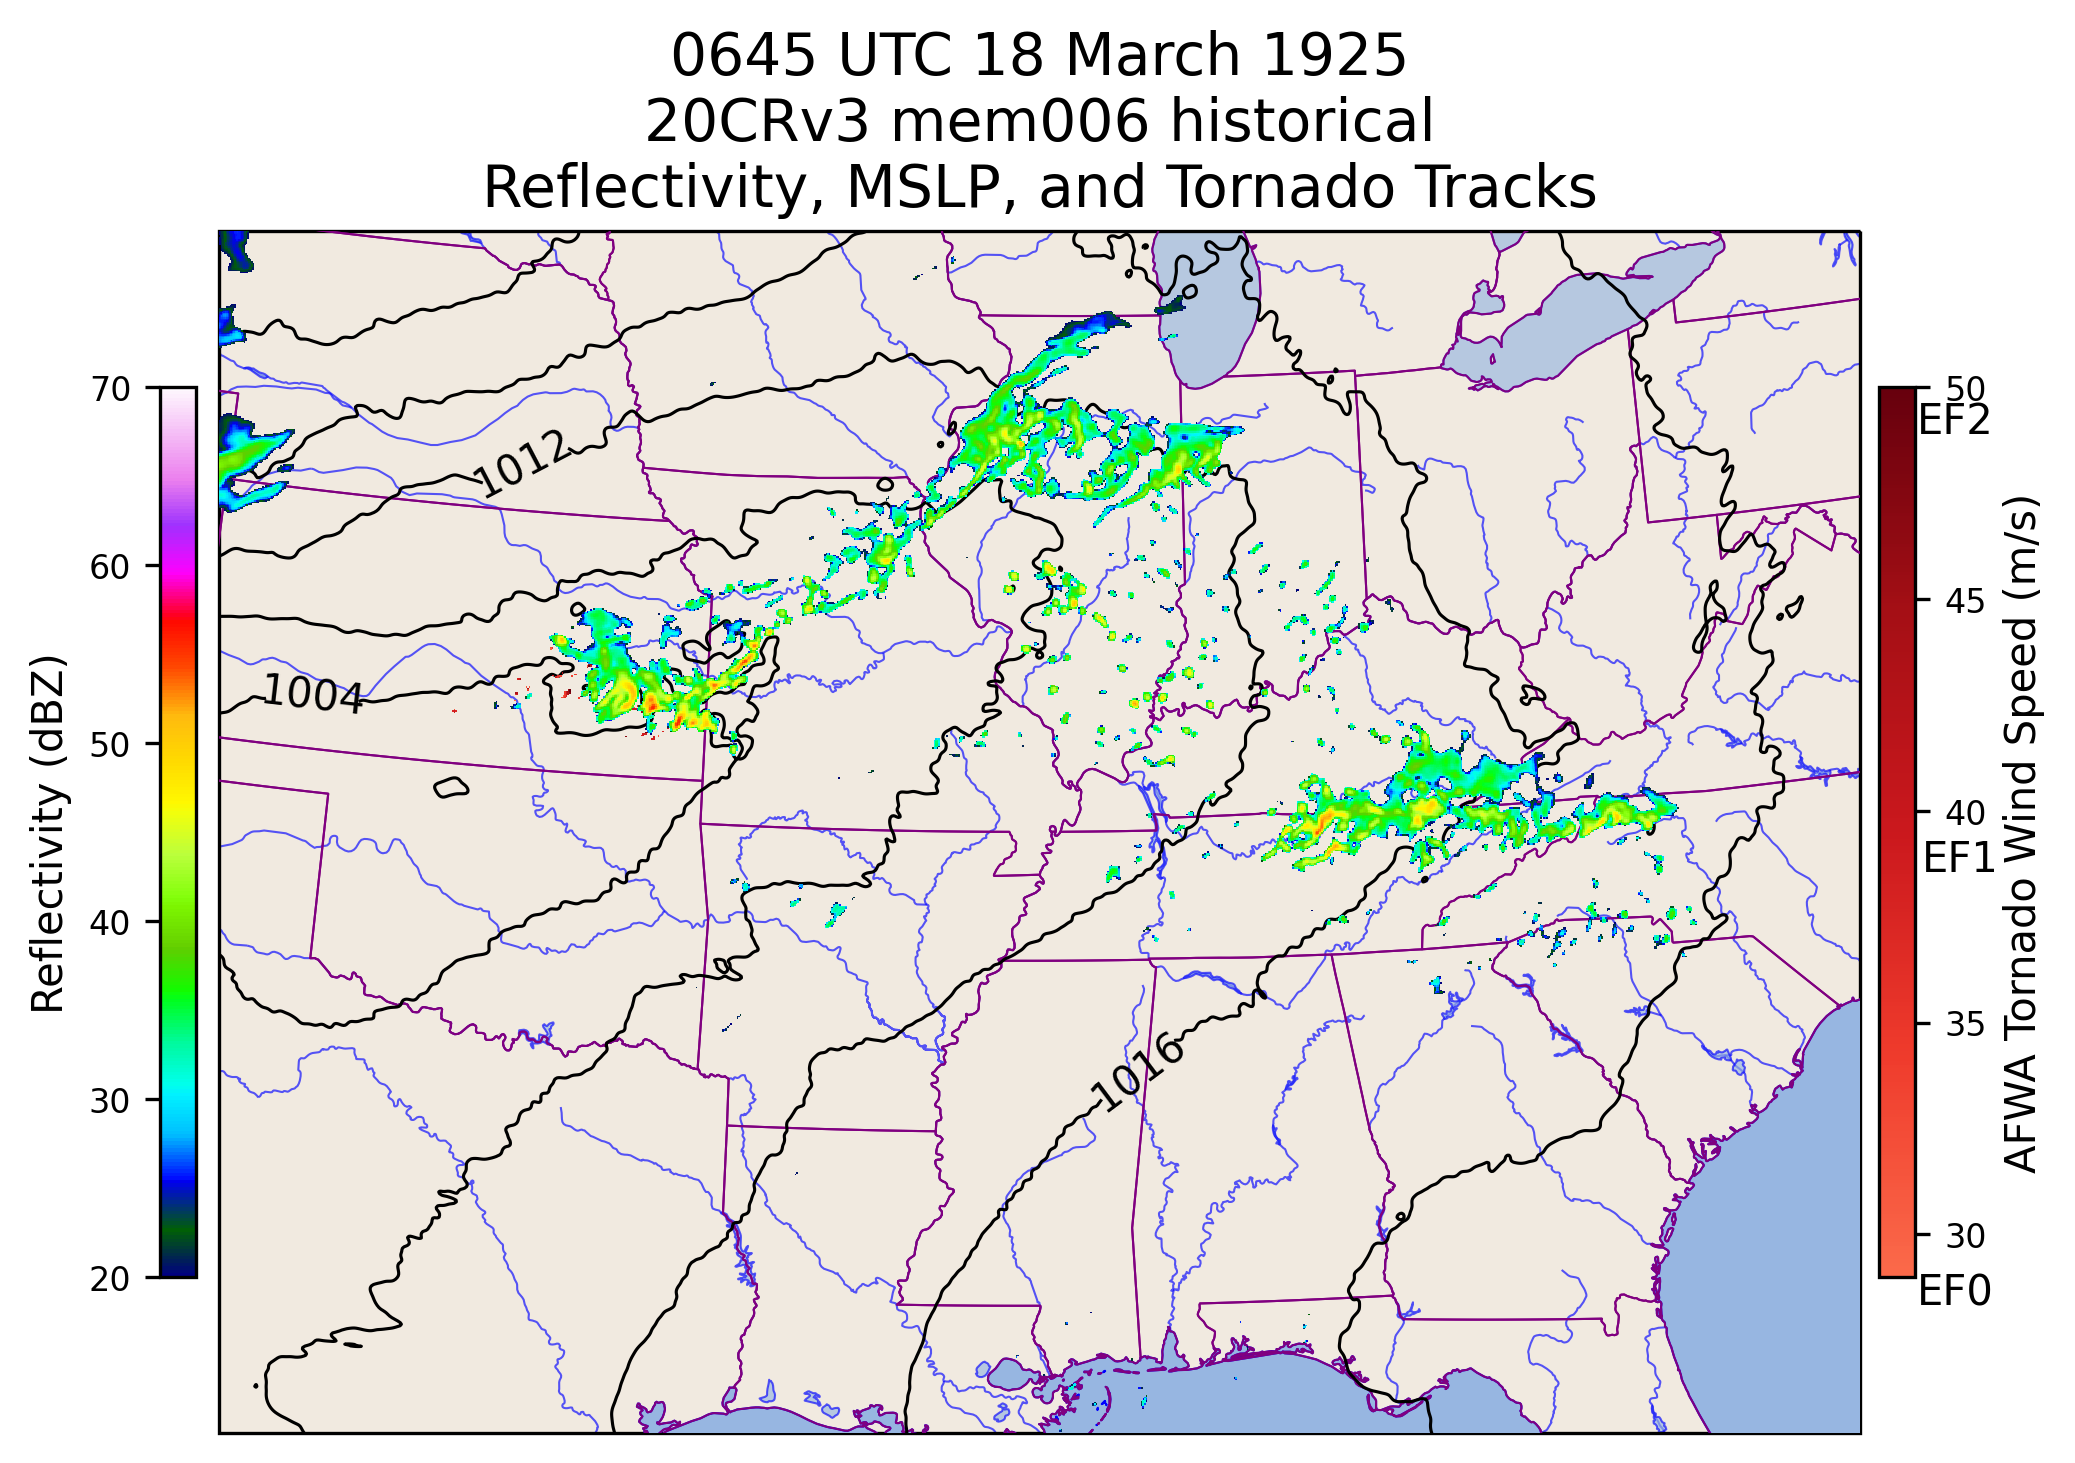 0645 UTC 18 March 1925
20CRv3 mem006 historical
Reflectivity, MSLP, and Tornado Tracks
Reflectivity (dBZ)
70
60
50
40
30
20
1012
1004
1016
50
EF2
45
40
EF1
35
30
EF0
AFWA Tornado Wind Speed (m/s)